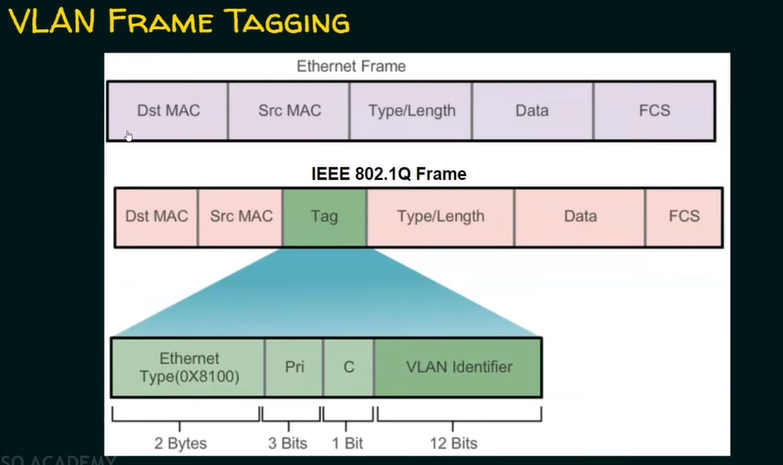 VLAN FRAME TAGGING
Ethernet Frame
Dst MAC Src MAC Type/Length Data FCS
IEEE 802.1Q Frame
Dst MAC Src MAC Tag Type/Length Data FCS
Ethernet
Type(0X8100) Pri C VLAN Identifier
2 Bytes 3 Bits 1 Bit 12 Bits
SO ACADEMY